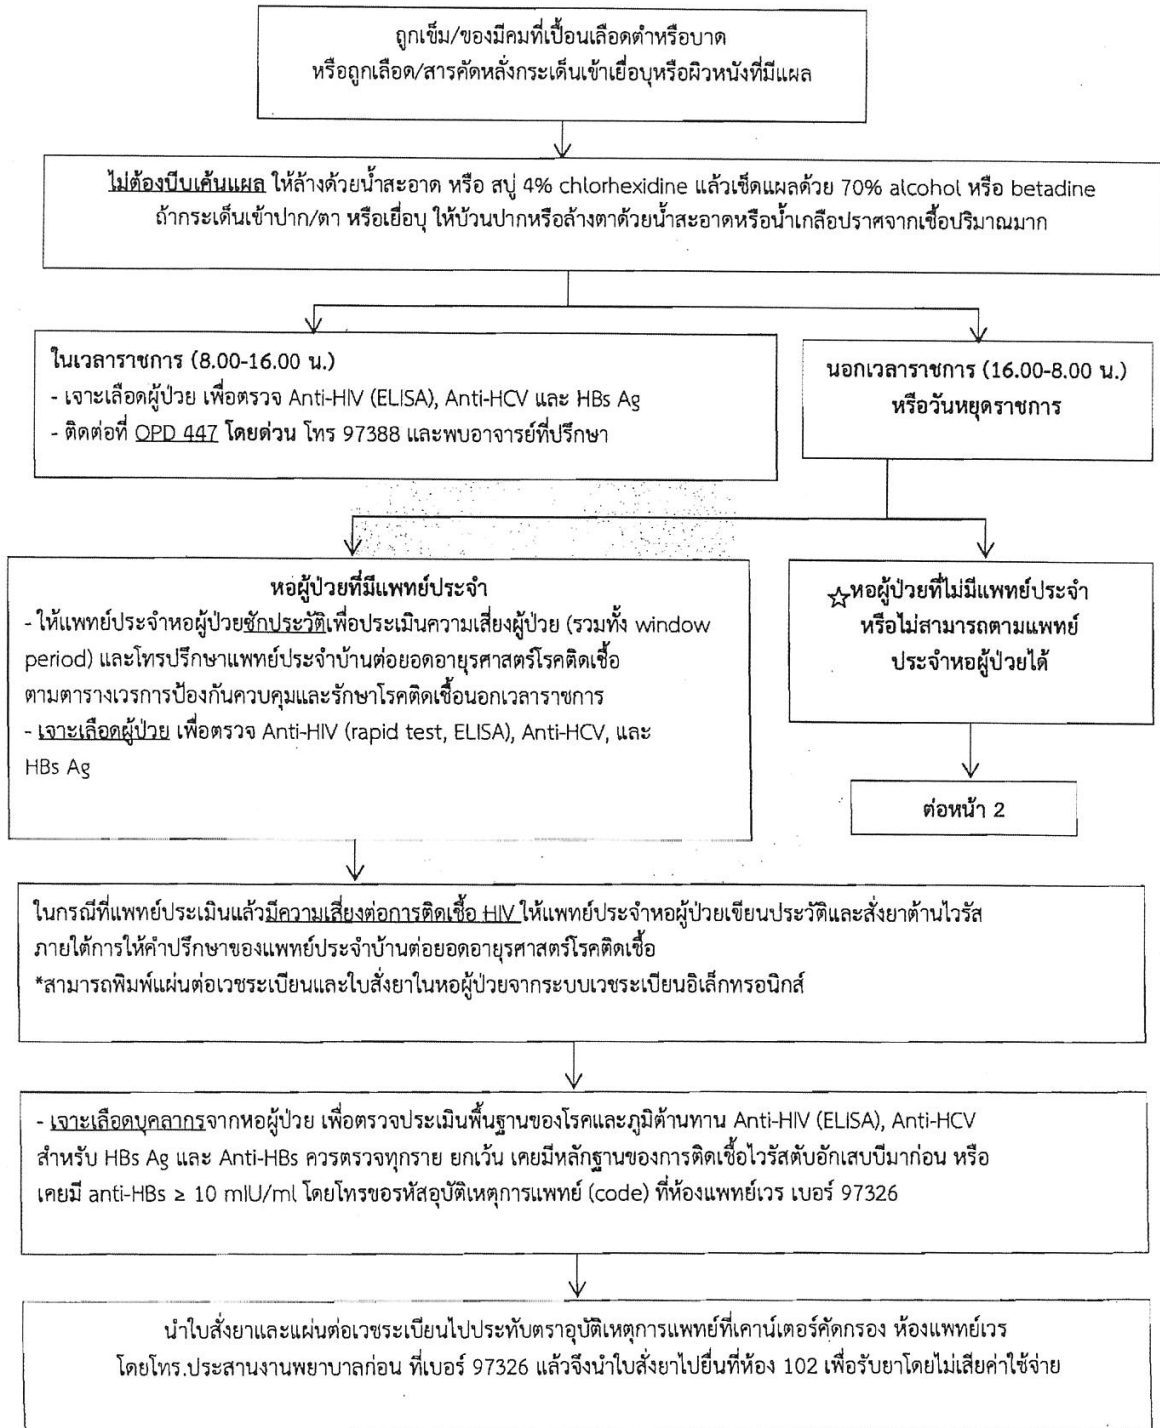 ถูกเข็ม/ของมีคมที่เปื้อนเลือดตำหรือบาด
หรือถูกเลือด/สารคัดหลั่งกระเด็นเข้าเยื่อบุหรือผิวหนังที่มีแผล
ไม่ต้องบีบเค้นแผล ให้ล้างด้วยน้ำสะอาด หรือ สบู่ 4% chlorhexidine แล้วเช็ดแผลด้วย 70% alcohol หรือ betadine
ถ้ากระเด็นเข้าปาก/ตา หรือเยื่อบุ ให้บ้วนปากหรือล้างตาด้วยน้ำสะอาดหรือน้ำเกลือปราศจากเชื้อปริมาณมาก
ในเวลาราชการ (8.00-16.00 น.)
- เจาะเลือดผู้ป่วย เพื่อตรวจ Anti-HIV (ELISA), Anti-HCV และ HBs Ag
- ติดต่อที่ OPD 447 โดยด่วน โทร 97388 และพบอาจารย์ที่ปรึกษา
นอกเวลาราชการ (16.00-8.00 น.)
หรือวันหยุดราชการ
หอผู้ป่วยที่มีแพทย์ประจำ
- ให้แพทย์ประจำหอผู้ป่วยซักประวัติเพื่อประเมินความเสี่ยงผู้ป่วย (รวมทั้ง window
period) และโทรปรึกษาแพทย์ประจำบ้านต่อยอดอายุรศาสตร์โรคติดเชื้อ
ตามตารางเวรการป้องกันควบคุมและรักษาโรคติดเชื้อนอกเวลาราชการ
- เจาะเลือดผู้ป่วย เพื่อตรวจ Anti-HIV (rapid test, ELISA), Anti-HCV, และ
HBs Ag
☆หอผู้ป่วยที่ไม่มีแพทย์ประจำ
หรือไม่สามารถตามแพทย์
ประจำหอผู้ป่วยได้
ต่อหน้า 2
ในกรณีที่แพทย์ประเมินแล้วมีความเสี่ยงต่อการติดเชื้อ HIV ให้แพทย์ประจำหอผู้ป่วยเขียนประวัติและสั่งยาต้านไวรัส
ภายใต้การให้คำปรึกษาของแพทย์ประจำบ้านต่อยอดอายุรศาสตร์โรคติดเชื้อ
*สามารถพิมพ์แผ่นต่อเวชระเบียนและใบสั่งยาในหอผู้ป่วยจากระบบเวชระเบียนอิเล็กทรอนิกส์
- เจาะเลือดบุคลากรจากหอผู้ป่วย เพื่อตรวจประเมินพื้นฐานของโรคและภูมิต้านทาน Anti-HIV (ELISA), Anti-HCV
สำหรับ HBs Ag และ Anti-HBs ควรตรวจทุกราย ยกเว้น เคยมีหลักฐานของการติดเชื้อไวรัสตับอักเสบบีมาก่อน หรือ
เคยมี anti-HBs ≥ 10 mIU/ml โดยโทรขอรหัสอุบัติเหตุการแพทย์ (code) ที่ห้องแพทย์เวร เบอร์ 97326
นำใบสั่งยาและแผ่นต่อเวชระเบียนไปประทับตราอุบัติเหตุการแพทย์ที่เคาน์เตอร์คัดกรอง ห้องแพทย์เวร
โดยโทร.ประสานงานพยาบาลก่อน ที่เบอร์ 97326 แล้วจึงนำใบสั่งยาไปยื่นที่ห้อง 102 เพื่อรับยาโดยไม่เสียค่าใช้จ่าย